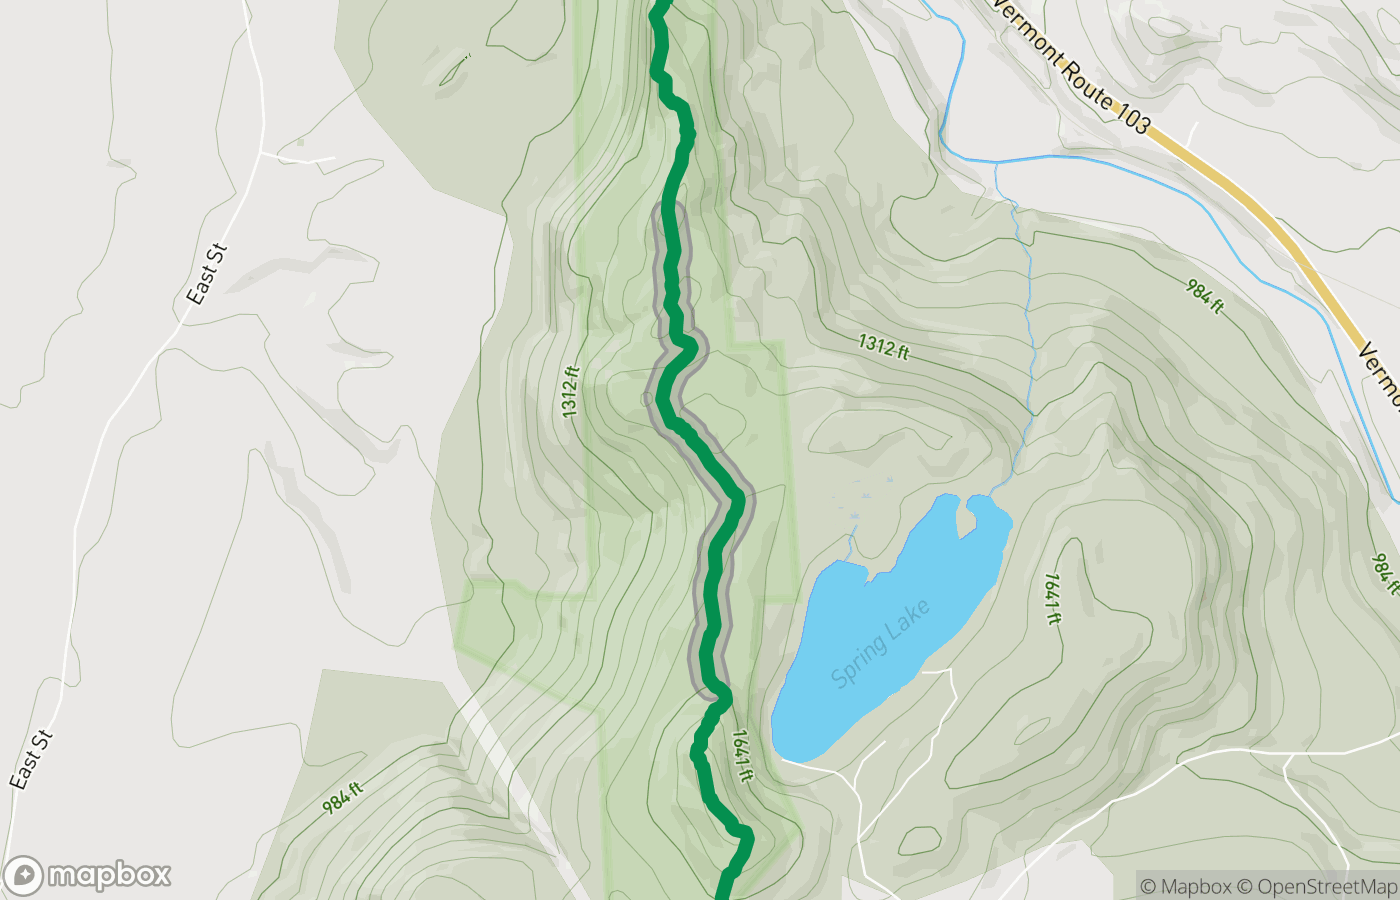 Vermont Route 103
East St
984 ft
1312 ft
Vermo
1312 ft
984 ft
1641 ft
Spring Lake
East St
1641 ft
984 ft
mapbox
© Mapbox © OpenStreetMap